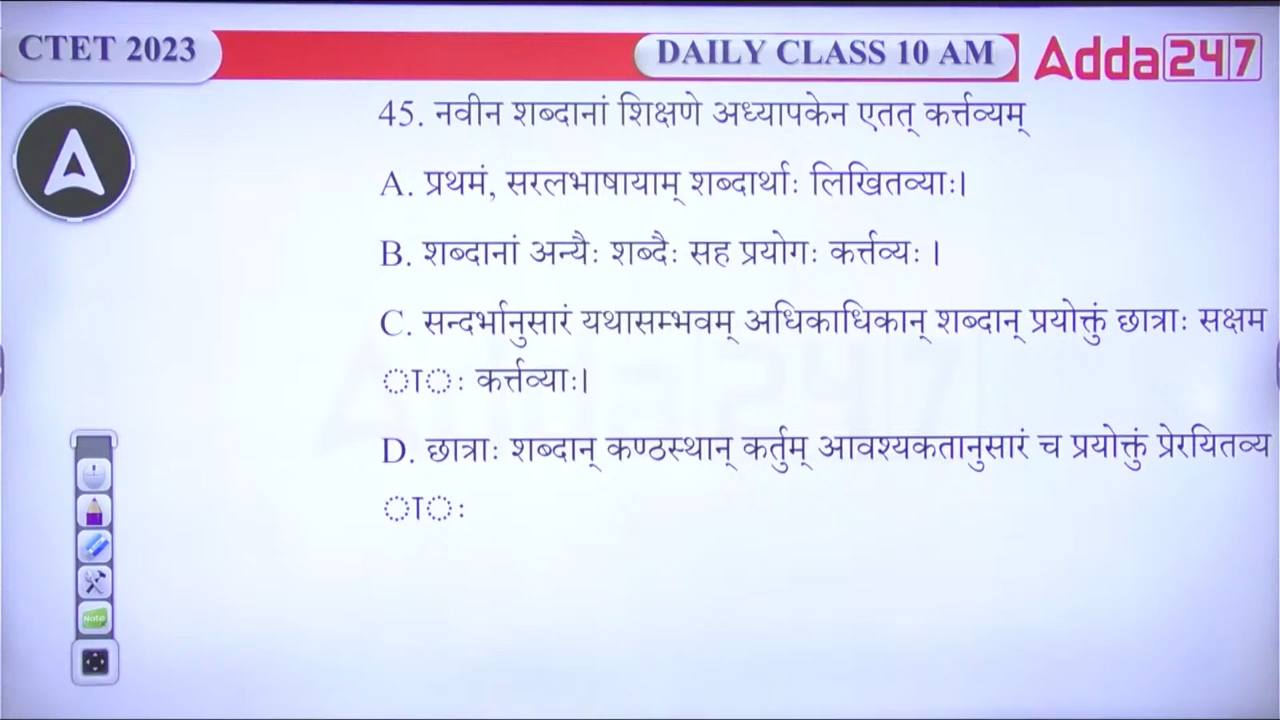 CTET 2023
DAILY CLASS 10 AM
Adda247
45. नवीन शब्दानां शिक्षणे अध्यापकेन एतत् कर्त्तव्यम्
A. प्रथमं, सरलभाषायाम् शब्दार्थाः लिखितव्याः।
B. शब्दानां अन्यैः शब्दैः सह प्रयोगः कर्त्तव्यः ।
C. सन्दर्भानुसारं यथासम्भवम् अधिकाधिकान् शब्दान् प्रयोक्तुं छात्राः सक्षम
ाः कर्त्तव्याः।
D. छात्राः शब्दान् कण्ठस्थान् कर्तुम् आवश्यकतानुसारं च प्रयोक्तुं प्रेरयितव्य
ाः
Note